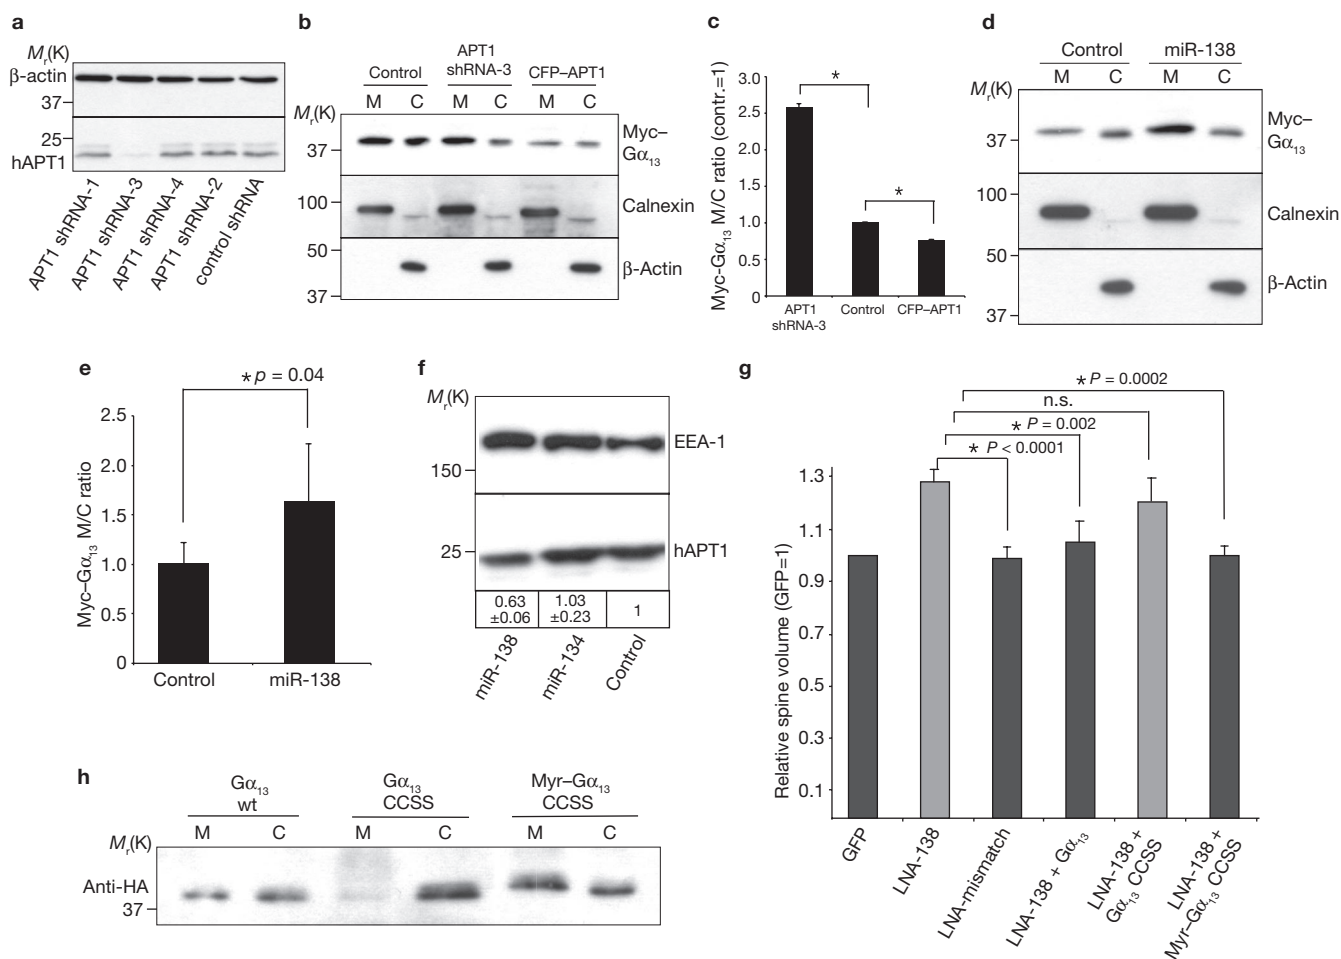 a
Mr(K)
β-actin
37
25
hAPT1
APT1 shRNA-1
APT1 shRNA-3
APT1 shRNA-4
APT1 shRNA-2
control shRNA
b
Control
APT1
shRNA-3
CFP–APT1
M C M C M C
Mr(K)
37
Myc–
Gα13
100
Calnexin
50
β-Actin
37
c
Myc-Gα13 M/C ratio (contr.=1)
3.0
2.5
2.0
1.5
1.0
0.5
0
*
*
APT1
shRNA-3
Control
CFP–APT1
d
Control miR-138
M C M C
Mr(K)
37
Myc–
Gα13
100
Calnexin
50
β-Actin
37
e
* p = 0.04
Myc–Gα13 M/C ratio
2.5
2.0
1.5
1.0
0.5
0
Control
miR-138
f
Mr(K)
EEA-1
150
25
hAPT1
0.63
±0.06
1.03
±0.23
1
miR-138
miR-134
Control
g
* P = 0.0002
n.s.
* P = 0.002
* P < 0.0001
Relative spine volume (GFP=1)
1.3
1.1
0.9
0.7
0.5
0.3
0.1
GFP
LNA-138
LNA-mismatch
LNA-138 + Gα13
LNA-138 +
Gα13 CCSS
LNA-138 +
Myr-Gα13 CCSS
h
Gα13
wt
Gα13
CCSS
Myr–Gα13
CCSS
M C M C M C
Mr(K)
Anti-HA
37